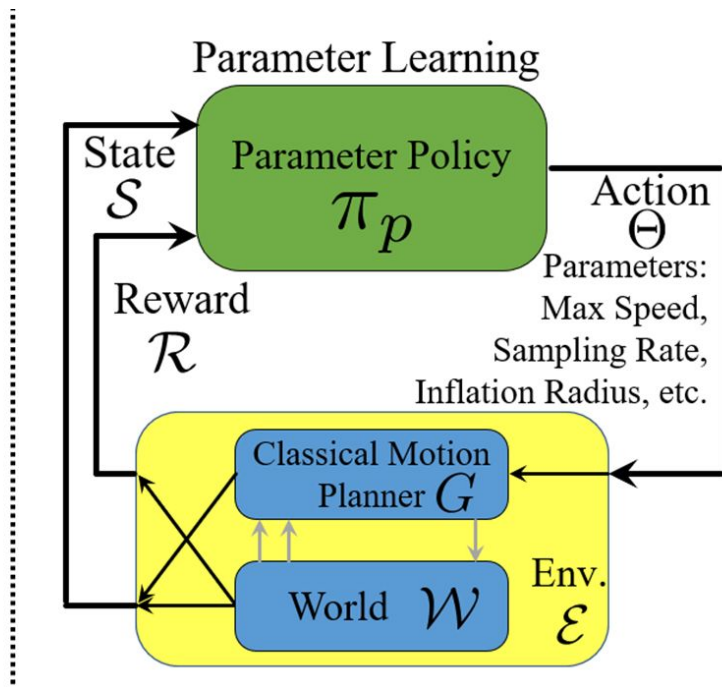 Parameter Learning
State
𝒮
Parameter Policy
π_p
Action
Θ
Parameters:
Max Speed,
Sampling Rate,
Inflation Radius, etc.
Reward
ℛ
Classical Motion
Planner G
World 𝒲
Env.
ℰ